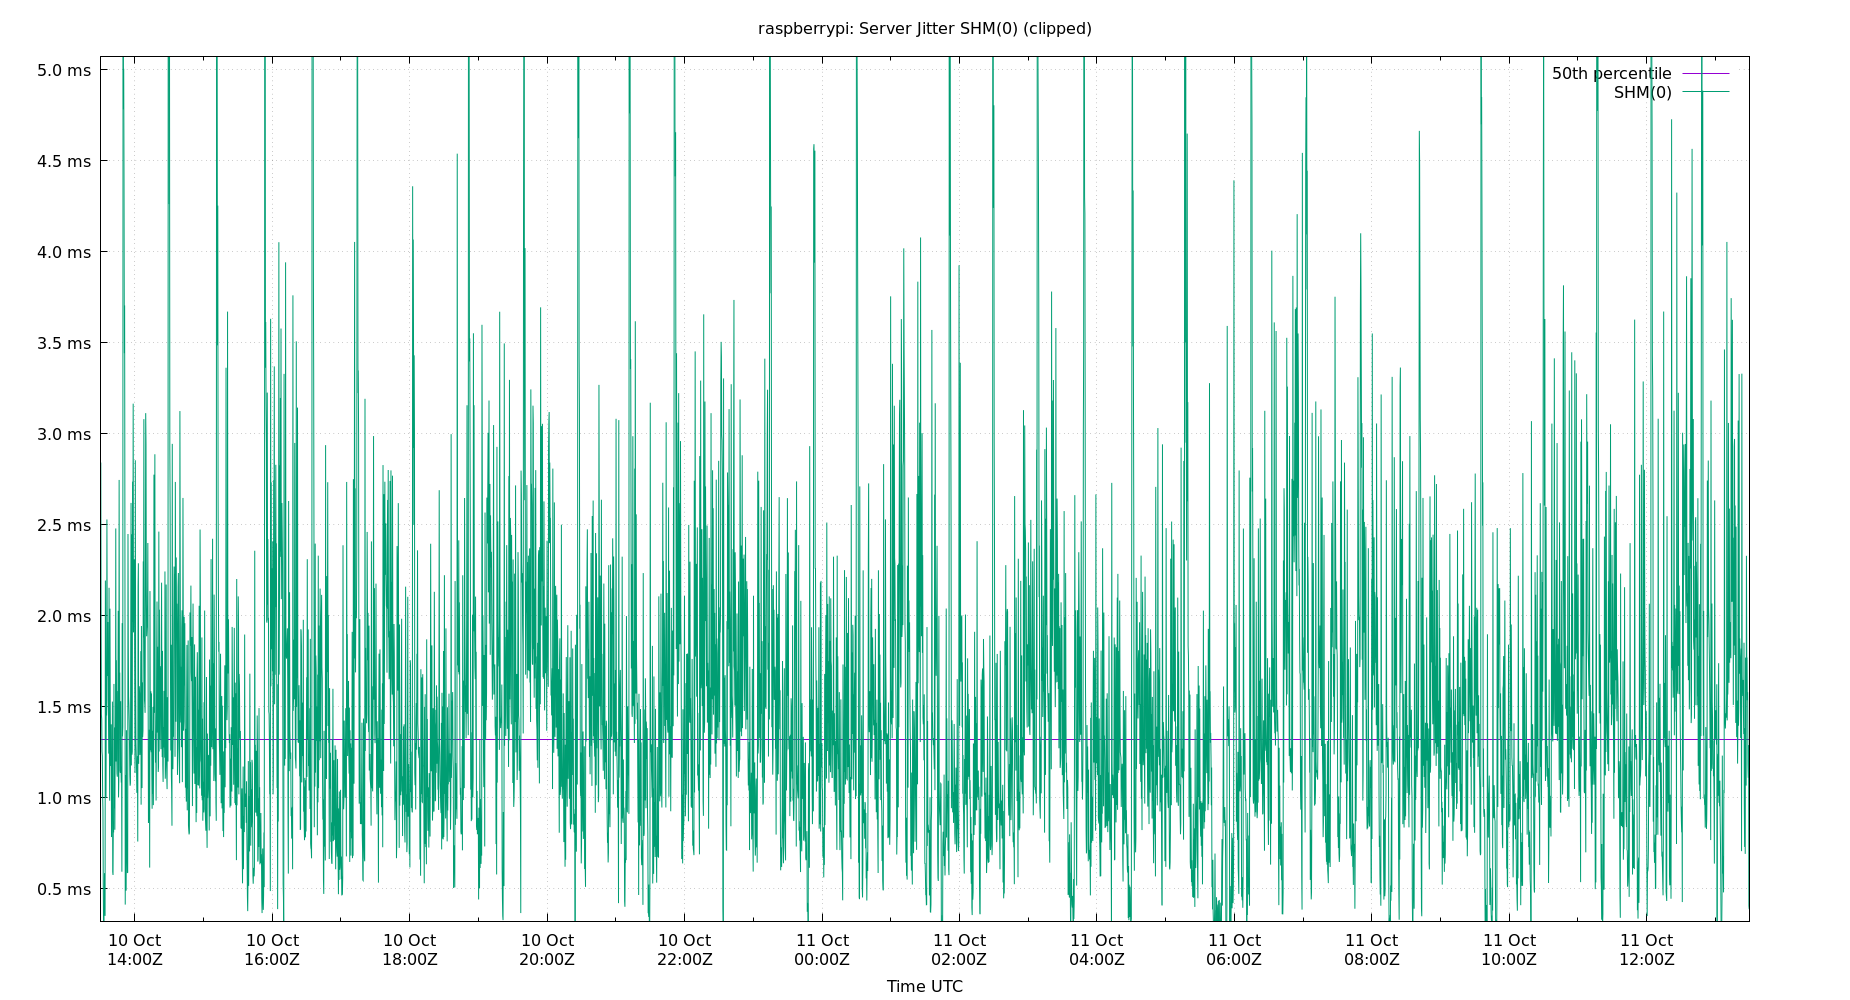 raspberrypi: Server Jitter SHM(0) (clipped)
5.0 ms
50th percentile
SHM(0)
4.5 ms
4.0 ms
3.5 ms
3.0 ms
2.5 ms
2.0 ms
1.5 ms
1.0 ms
0.5 ms
10 Oct 10 Oct 10 Oct 10 Oct 10 Oct 11 Oct 11 Oct 11 Oct 11 Oct 11 Oct 11 Oct 11 Oct
14:00Z 16:00Z 18:00Z 20:00Z 22:00Z 00:00Z 02:00Z 04:00Z 06:00Z 08:00Z 10:00Z 12:00Z
Time UTC